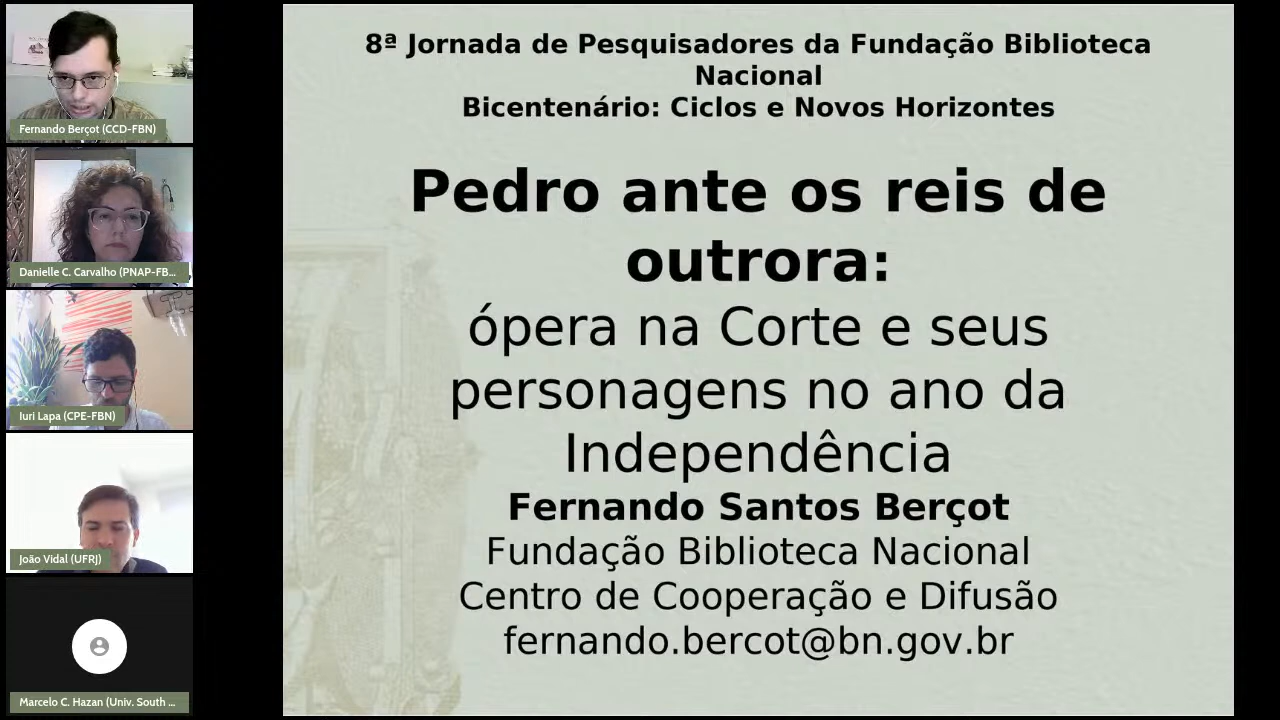 Fernando Berçot (CCD-FBN)
Danielle C. Carvalho (PNAP-FB...
Iuri Lapa (CPE-FBN)
João Vidal (UFRJ)
Marcelo C. Hazan (Univ. South ...
8ª Jornada de Pesquisadores da Fundação Biblioteca
Nacional
Bicentenário: Ciclos e Novos Horizontes
Pedro ante os reis de
outrora:
ópera na Corte e seus
personagens no ano da
Independência
Fernando Santos Berçot
Fundação Biblioteca Nacional
Centro de Cooperação e Difusão
fernando.bercot@bn.gov.br